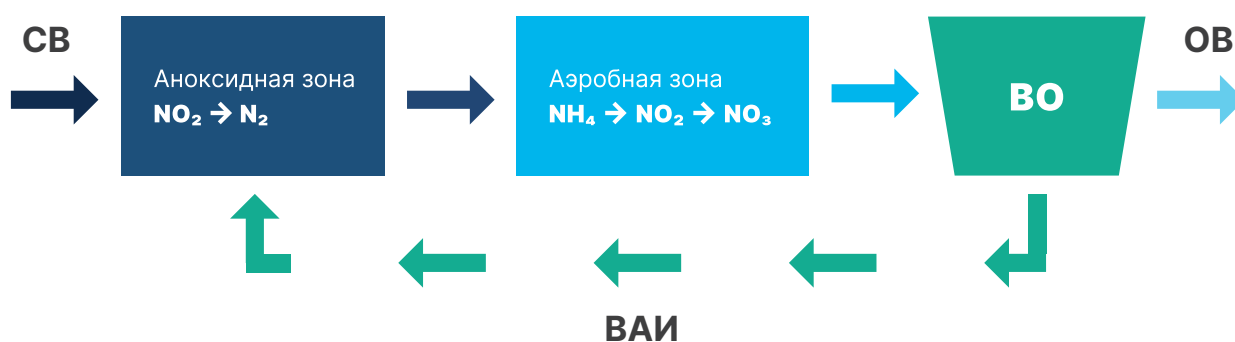 СВ
Аноксидная зона
NO₂ → N₂
Аэробная зона
NH₄ → NO₂ → NO₃
ВО
ОВ
ВАИ